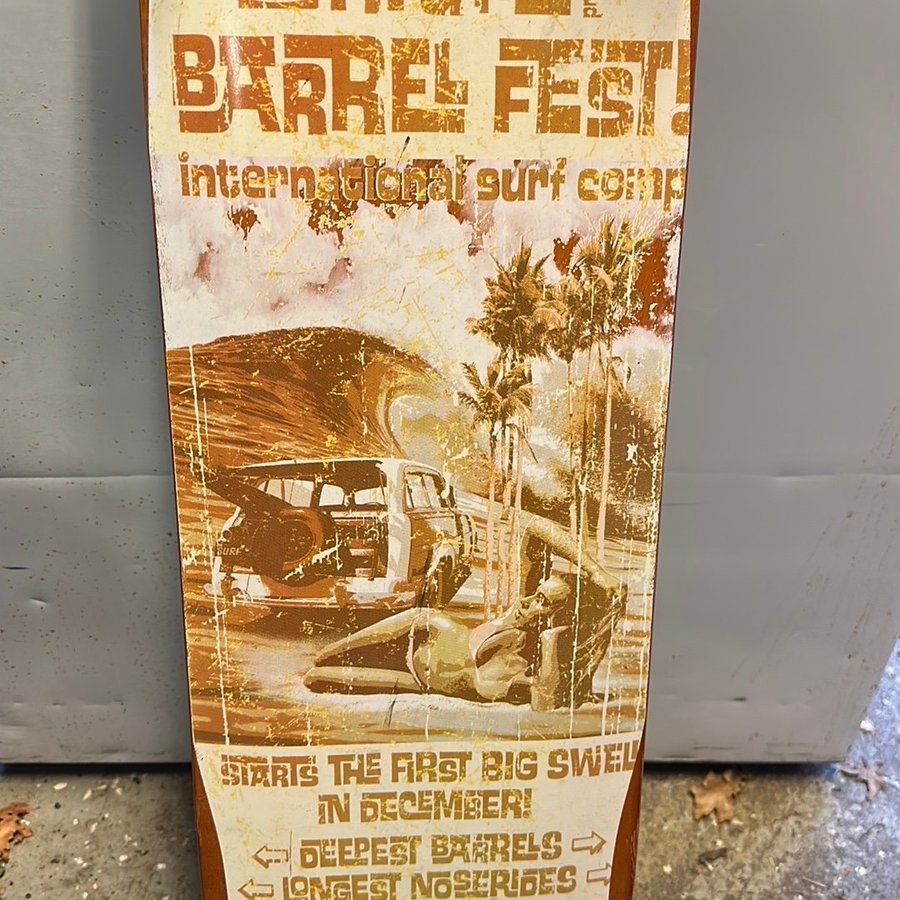 BARREL FEST!
international surf comp
SURF
STARTS THE FIRST BIG SWELL
IN DECEMBER!
DEEPEST BARRELS
LONGEST NOSERIDES